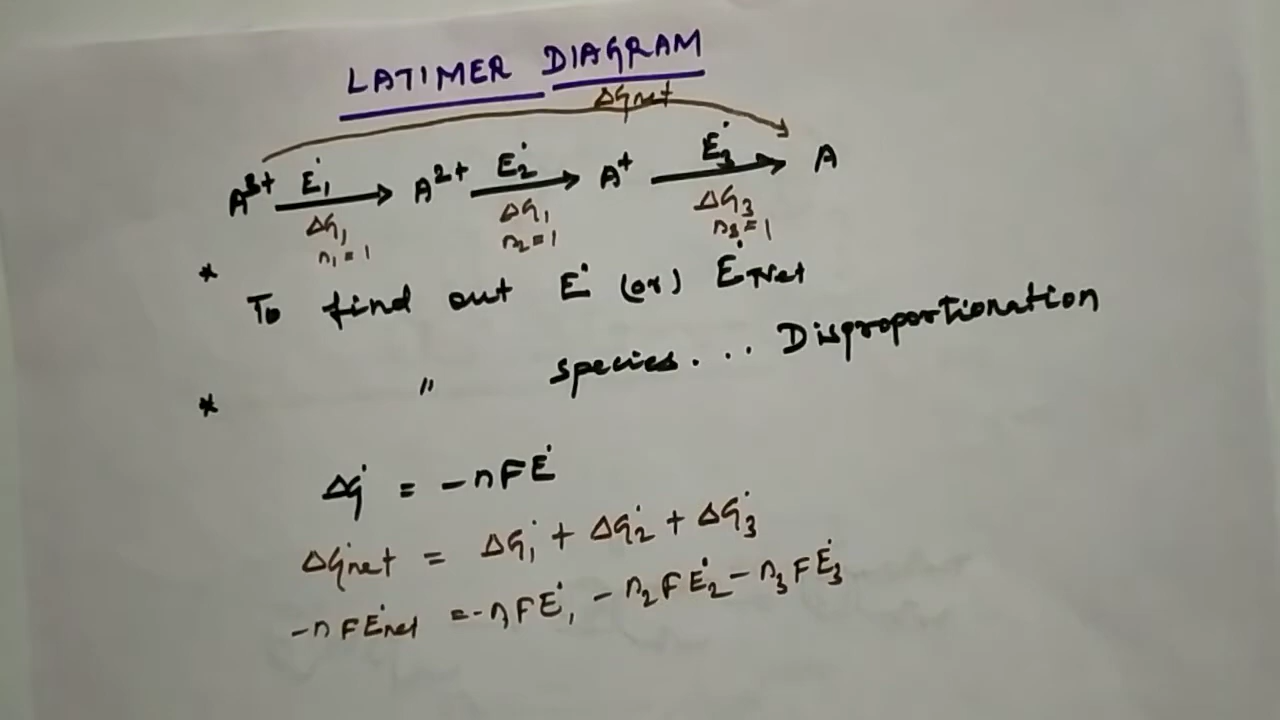 LATIMER DIAGRAM
ΔGnet
A³⁺ E°₁ A²⁺ E°₂ A⁺ E°₃ A
ΔG₁ ΔG₁ ΔG₃
n₁ = 1 n₂ = 1 n₃ = 1
* To find out E° (or) E°Net
* " species... Disproportionation
ΔG° = -nFE°
ΔG°net = ΔG°₁ + ΔG°₂ + ΔG°₃
-nFE°net = -nFE°₁ - n₂FE°₂ - n₃FE°₃